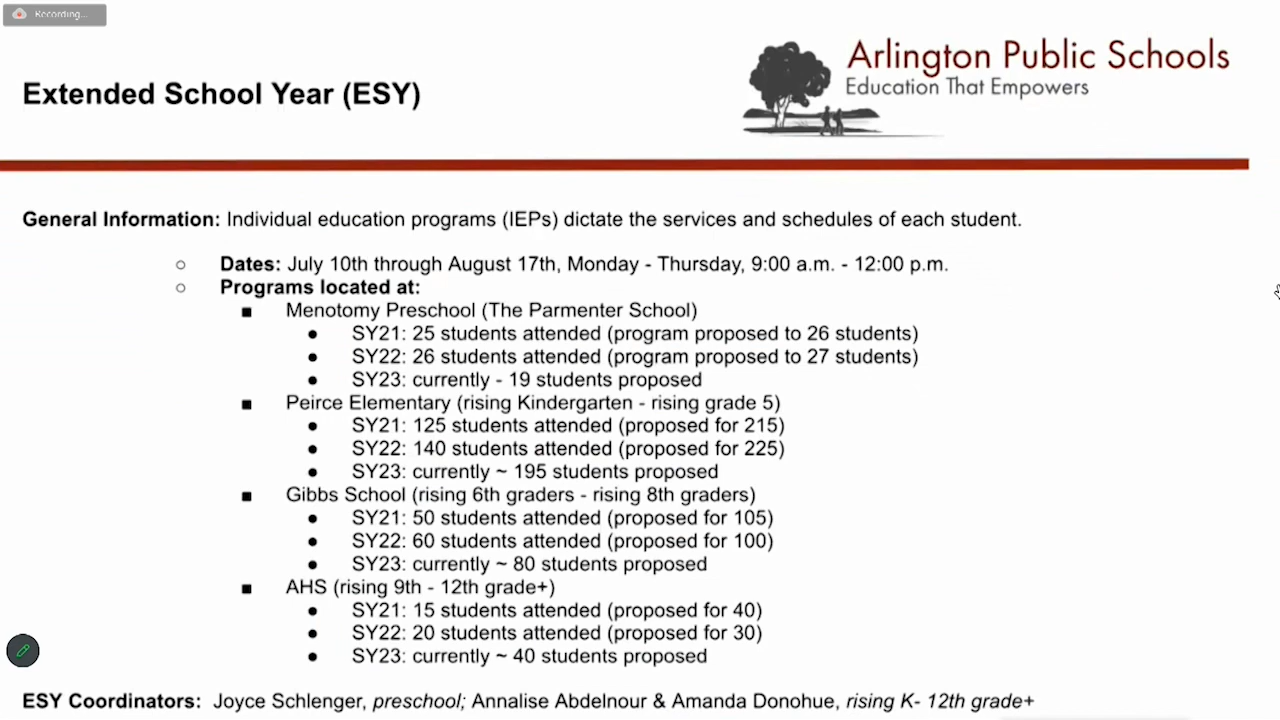 Recording...
Arlington Public Schools
Education That Empowers
Extended School Year (ESY)
General Information: Individual education programs (IEPs) dictate the services and schedules of each student.
○ Dates: July 10th through August 17th, Monday - Thursday, 9:00 a.m. - 12:00 p.m.
○ Programs located at:
■ Menotomy Preschool (The Parmenter School)
● SY21: 25 students attended (program proposed to 26 students)
● SY22: 26 students attended (program proposed to 27 students)
● SY23: currently - 19 students proposed
■ Peirce Elementary (rising Kindergarten - rising grade 5)
● SY21: 125 students attended (proposed for 215)
● SY22: 140 students attended (proposed for 225)
● SY23: currently ~ 195 students proposed
■ Gibbs School (rising 6th graders - rising 8th graders)
● SY21: 50 students attended (proposed for 105)
● SY22: 60 students attended (proposed for 100)
● SY23: currently ~ 80 students proposed
■ AHS (rising 9th - 12th grade+)
● SY21: 15 students attended (proposed for 40)
● SY22: 20 students attended (proposed for 30)
● SY23: currently ~ 40 students proposed
ESY Coordinators: Joyce Schlenger, preschool; Annalise Abdelnour & Amanda Donohue, rising K- 12th grade+